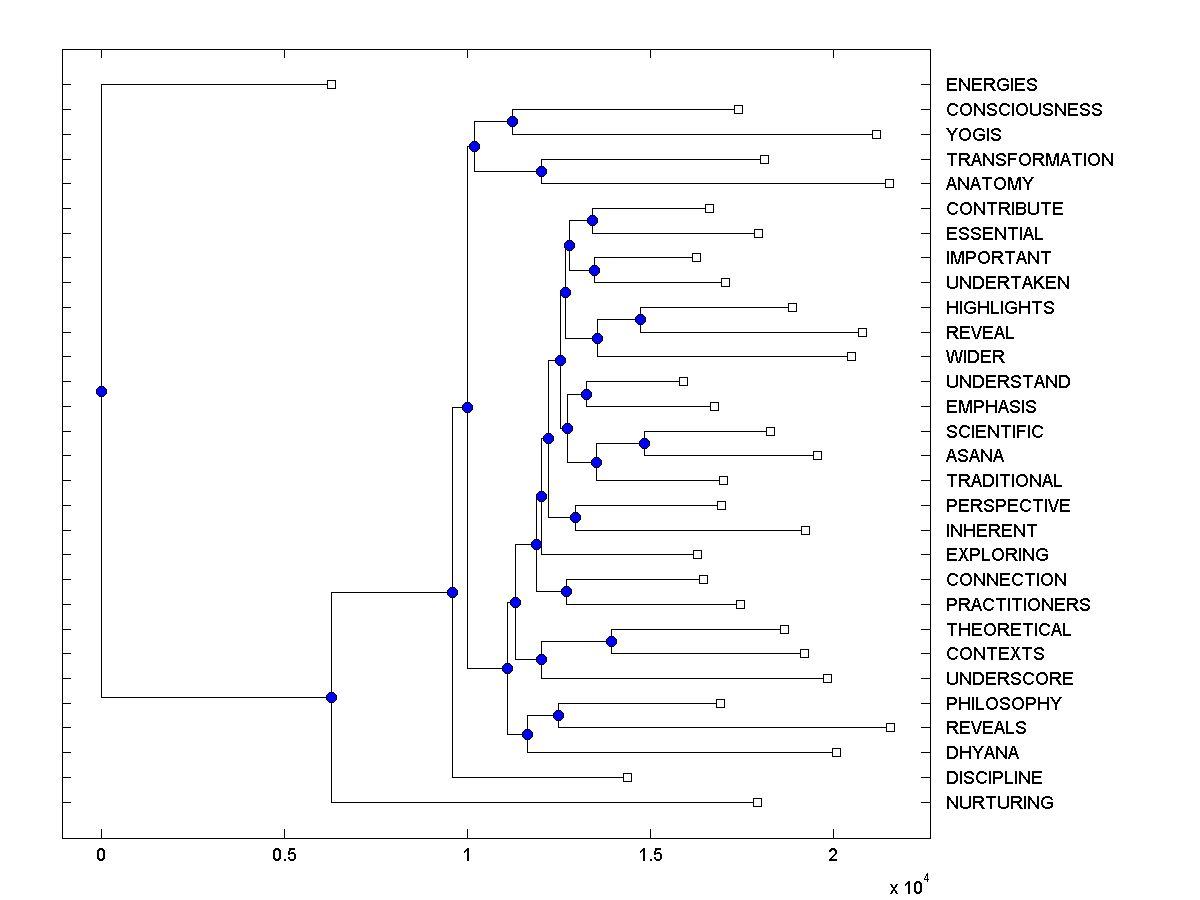 ENERGIES
CONSCIOUSNESS
YOGIS
TRANSFORMATION
ANATOMY
CONTRIBUTE
ESSENTIAL
IMPORTANT
UNDERTAKEN
HIGHLIGHTS
REVEAL
WIDER
UNDERSTAND
EMPHASIS
SCIENTIFIC
ASANA
TRADITIONAL
PERSPECTIVE
INHERENT
EXPLORING
CONNECTION
PRACTITIONERS
THEORETICAL
CONTEXTS
UNDERSCORE
PHILOSOPHY
REVEALS
DHYANA
DISCIPLINE
NURTURING
0 0.5 1 1.5 2
x 10^4